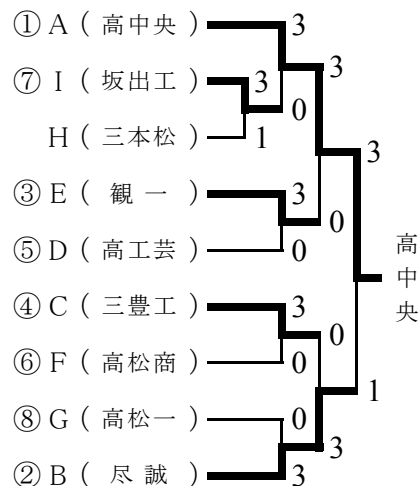 ① A ( 高中央 ) 3
3
⑦ I ( 坂出工 ) 3
0
H ( 三本松 ) 1
3
③ E ( 観 一 ) 3
0
⑤ D ( 高工芸 ) 0
高中央
④ C ( 三豊工 ) 3
0
⑥ F ( 高松商 ) 0
1
⑧ G ( 高松一 ) 0
3
② B ( 尽 誠 ) 3